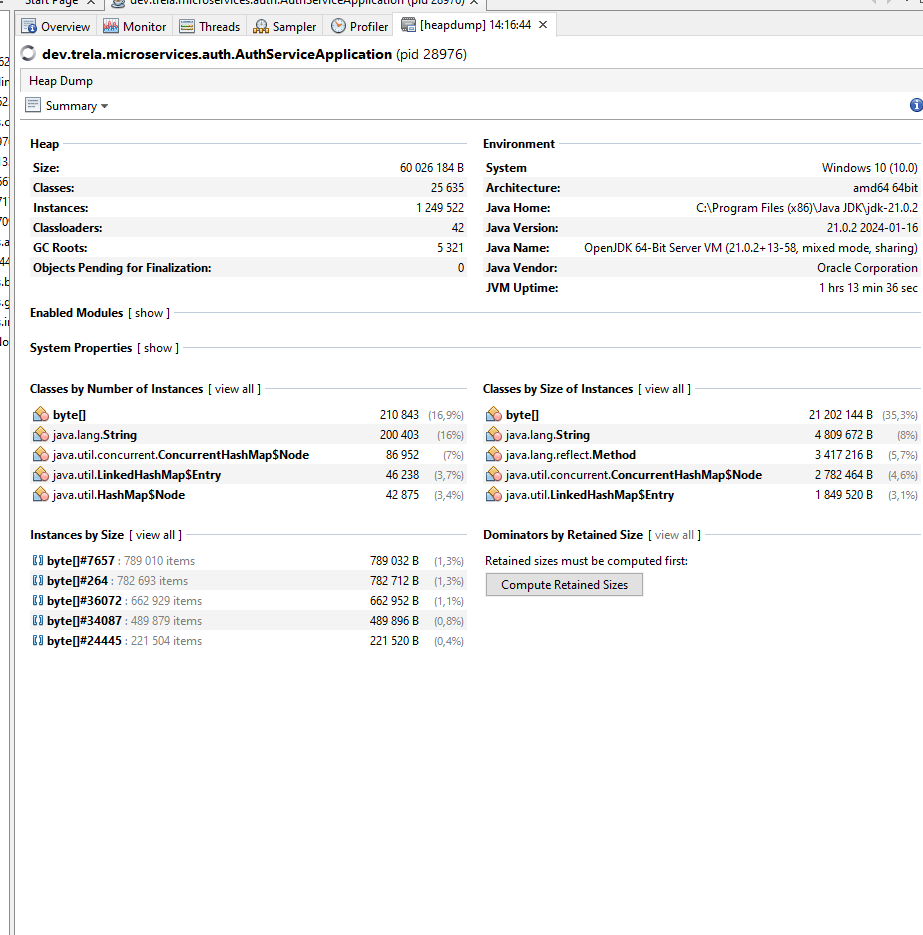 Start Page
dev.trela.microservices.auth.AuthServiceApplication (pid 28976)
Overview Monitor Threads Sampler Profiler [heapdump] 14:16:44
dev.trela.microservices.auth.AuthServiceApplication (pid 28976)
Heap Dump
Summary
Heap
Size: 60 026 184 B
Classes: 25 635
Instances: 1 249 522
Classloaders: 42
GC Roots: 5 321
Objects Pending for Finalization: 0
Environment
System Windows 10 (10.0)
Architecture: amd64 64bit
Java Home: C:\Program Files (x86)\Java JDK\jdk-21.0.2
Java Version: 21.0.2 2024-01-16
Java Name: OpenJDK 64-Bit Server VM (21.0.2+13-58, mixed mode, sharing)
Java Vendor: Oracle Corporation
JVM Uptime: 1 hrs 13 min 36 sec
Enabled Modules [ show ]
System Properties [ show ]
Classes by Number of Instances [ view all ]
byte[] 210 843 (16,9%)
java.lang.String 200 403 (16%)
java.util.concurrent.ConcurrentHashMap$Node 86 952 (7%)
java.util.LinkedHashMap$Entry 46 238 (3,7%)
java.util.HashMap$Node 42 875 (3,4%)
Classes by Size of Instances [ view all ]
byte[] 21 202 144 B (35,3%)
java.lang.String 4 809 672 B (8%)
java.lang.reflect.Method 3 417 216 B (5,7%)
java.util.concurrent.ConcurrentHashMap$Node 2 782 464 B (4,6%)
java.util.LinkedHashMap$Entry 1 849 520 B (3,1%)
Instances by Size [ view all ]
byte[]#7657 : 789 010 items 789 032 B (1,3%)
byte[]#264 : 782 693 items 782 712 B (1,3%)
byte[]#36072 : 662 929 items 662 952 B (1,1%)
byte[]#34087 : 489 879 items 489 896 B (0,8%)
byte[]#24445 : 221 504 items 221 520 B (0,4%)
Dominators by Retained Size [ view all ]
Retained sizes must be computed first:
Compute Retained Sizes